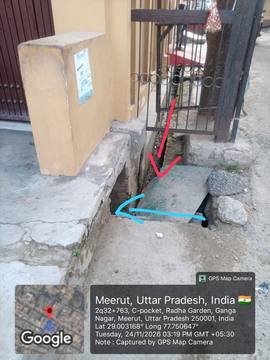 GPS Map Camera
Meerut, Uttar Pradesh, India 🇮🇳
2q32+763, C-pocket, Radha Garden, Ganga
Nagar, Meerut, Uttar Pradesh 250001, India
Lat 29.003168° Long 77.750647°
Tuesday, 24/11/2026 03:19 PM GMT +05:30
Note : Captured by GPS Map Camera
Google